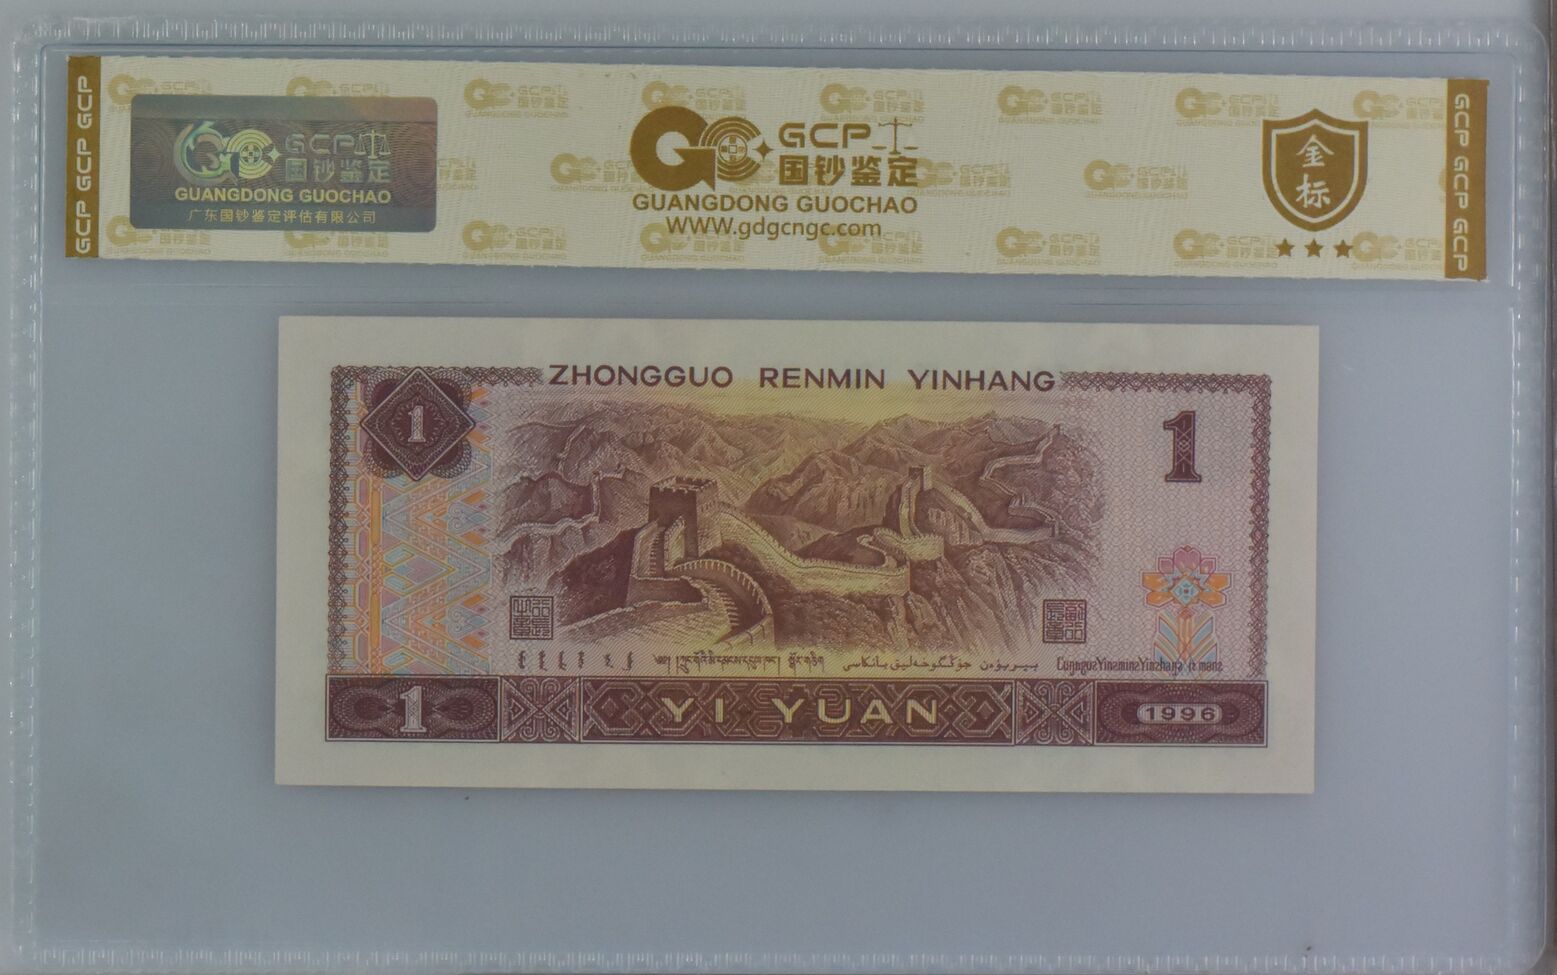 GCP GCP GCP
GCP
国钞鉴定
GUANGDONG GUOCHAO
广东国钞鉴定评估有限公司
GCP
国钞鉴定
GUANGDONG GUOCHAO
WWW.gdgcngc.com
金标
GCP GCP GCP
ZHONGGUO RENMIN YINHANG
1
1
1
YI YUAN
1996